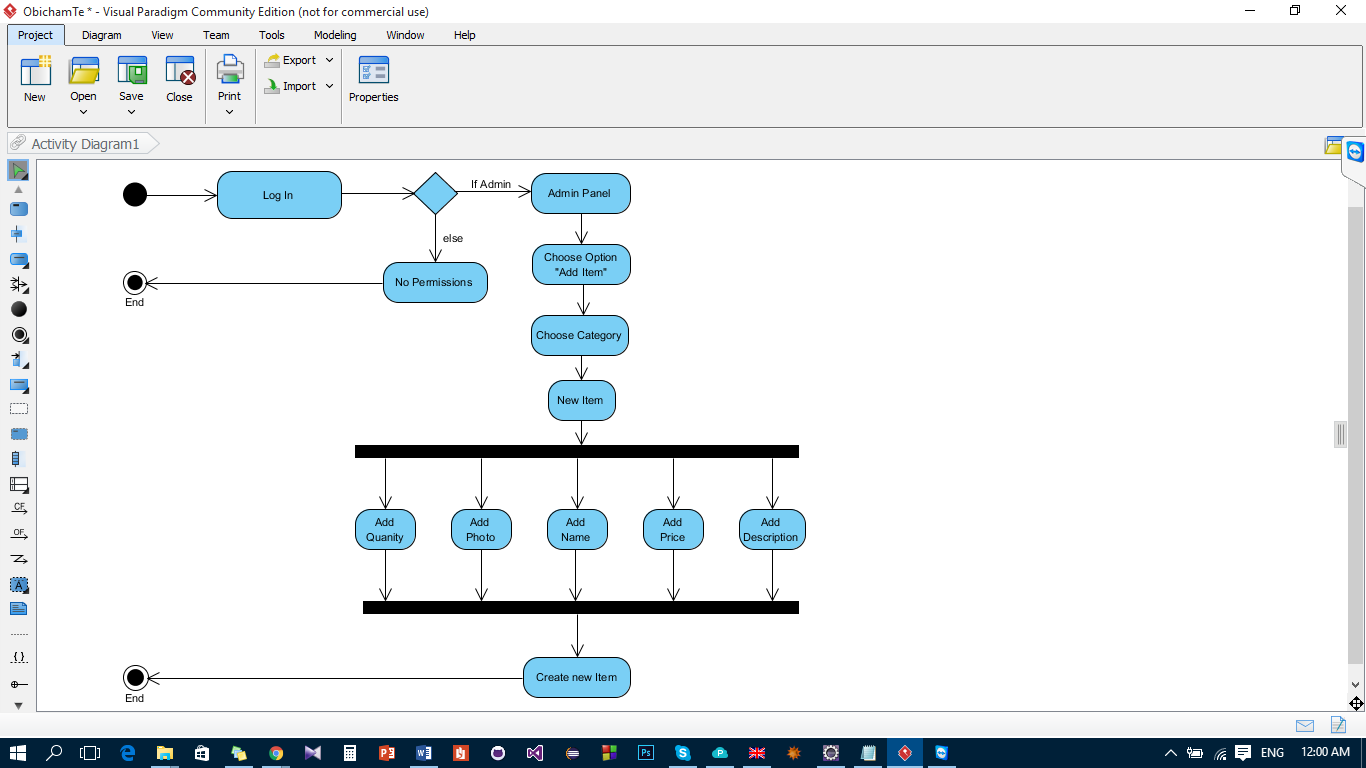 ObichamTe * - Visual Paradigm Community Edition (not for commercial use)
Project Diagram View Team Tools Modeling Window Help
New Open Save Close Print Export Import Properties
Activity Diagram1
Log In
If Admin
Admin Panel
else
Choose Option
"Add Item"
No Permissions
End
Choose Category
New Item
Add
Quanity
Add
Photo
Add
Name
Add
Price
Add
Description
Create new Item
End
CF
OF
A
{ }
ENG 12:00 AM